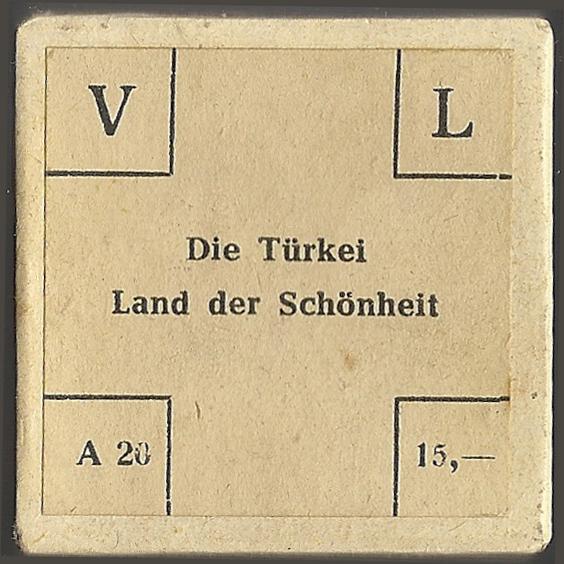 V L
Die Türkei
Land der Schönheit
A 20 15,—